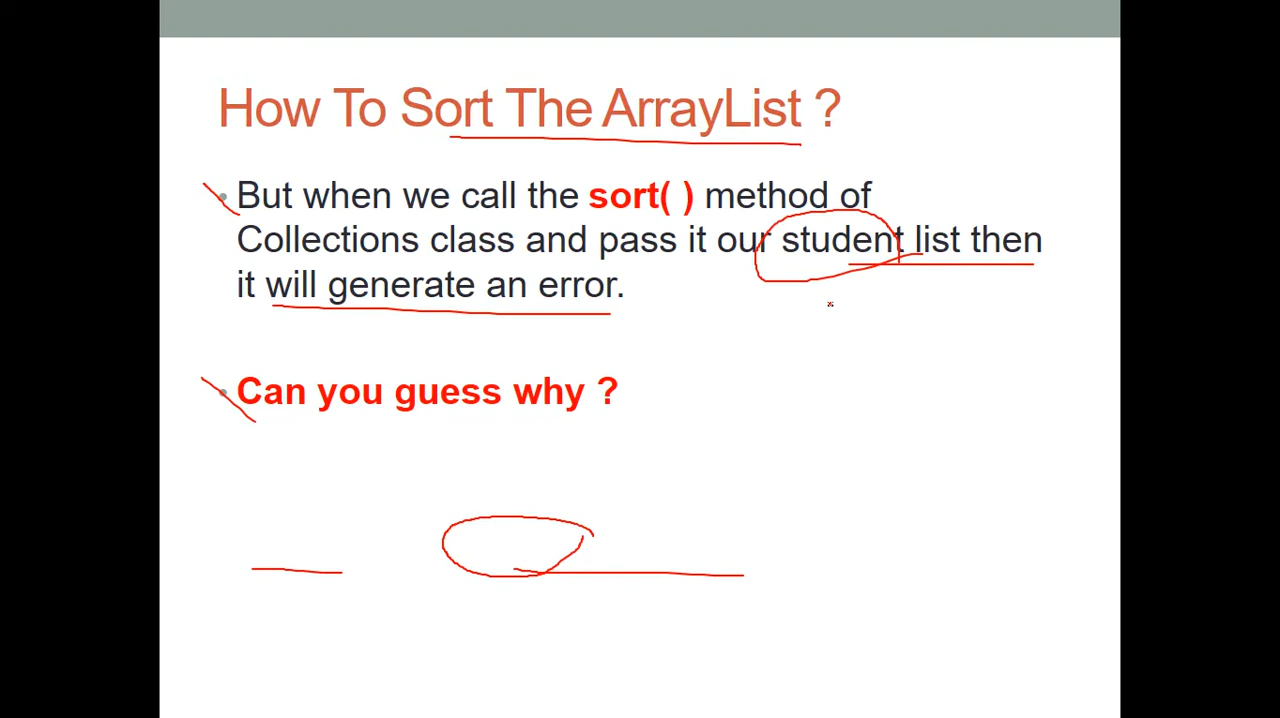 How To Sort The ArrayList ?
• But when we call the sort( ) method of
Collections class and pass it our student list then
it will generate an error.
• Can you guess why ?